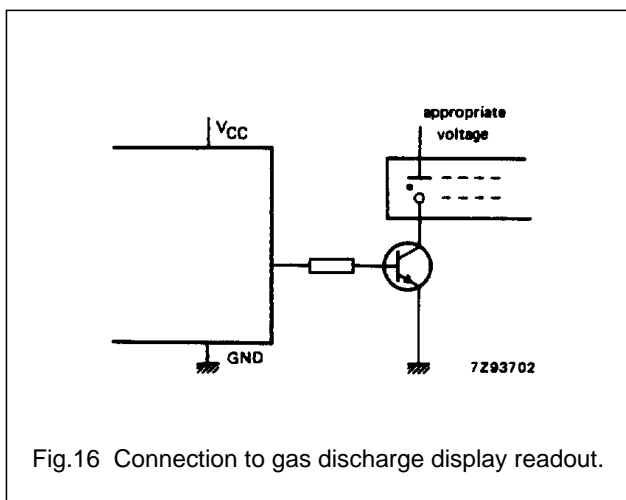 VCC
appropriate
voltage
GND
7Z93702
Fig.16 Connection to gas discharge display readout.